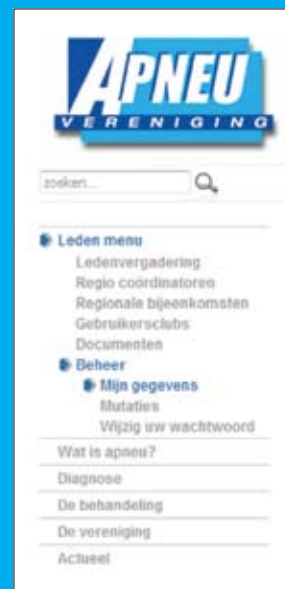 APNEU
VERENIGING
zoeken...
Leden menu
Ledenvergadering
Regio coördinatoren
Regionale bijeenkomsten
Gebruikersclubs
Documenten
Beheer
Mijn gegevens
Mutaties
Wijzig uw wachtwoord
Wat is apneu?
Diagnose
De behandeling
De vereniging
Actueel